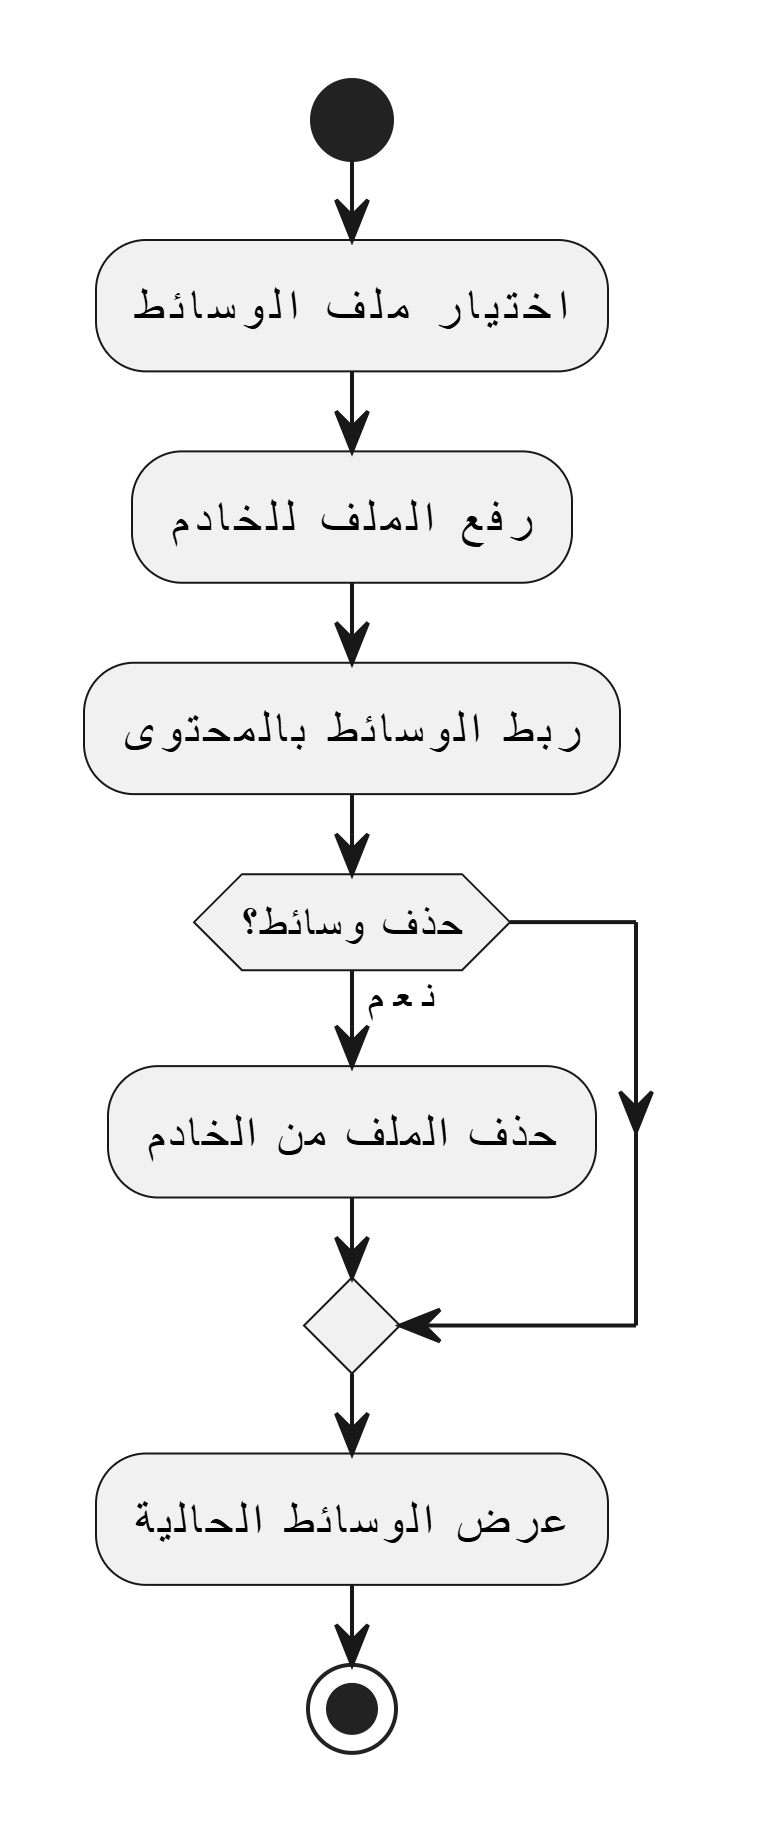 اختيار ملف الوسائط
رفع الملف للخادم
ربط الوسائط بالمحتوى
حذف وسائط؟
نعم
حذف الملف من الخادم
عرض الوسائط الحالية